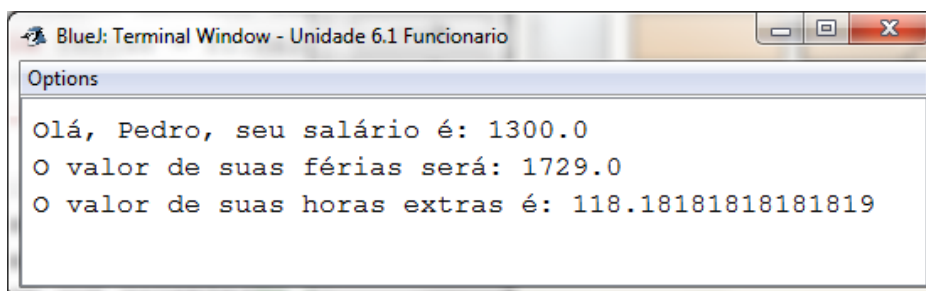 BlueJ: Terminal Window - Unidade 6.1 Funcionario
Options
Olá, Pedro, seu salário é: 1300.0
O valor de suas férias será: 1729.0
O valor de suas horas extras é: 118.18181818181819